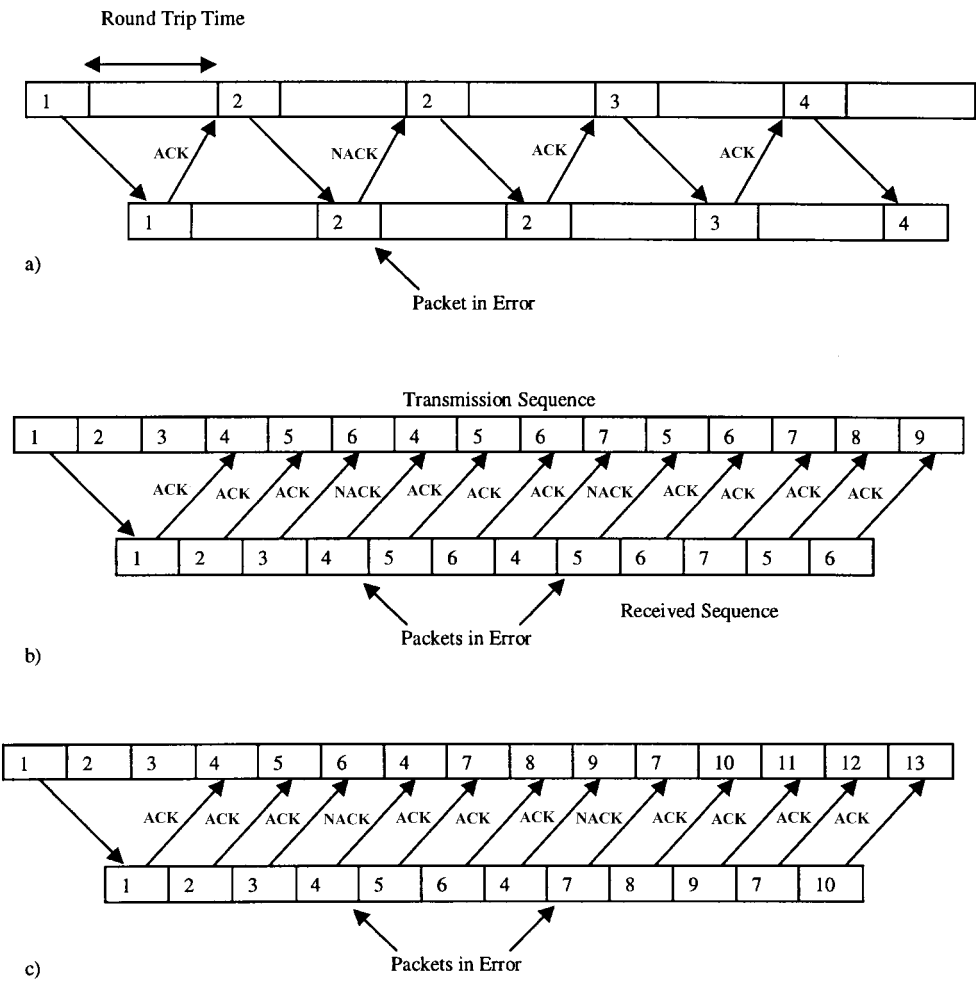 Round Trip Time
1 2 2 3 4
ACK NACK ACK ACK
1 2 2 3 4
a)
Packet in Error
Transmission Sequence
1 2 3 4 5 6 4 5 6 7 5 6 7 8 9
ACK ACK ACK NACK ACK ACK ACK NACK ACK ACK ACK ACK
1 2 3 4 5 6 4 5 6 7 5 6
Received Sequence
Packets in Error
b)
1 2 3 4 5 6 4 7 8 9 7 10 11 12 13
ACK ACK ACK NACK ACK ACK ACK NACK ACK ACK ACK ACK
1 2 3 4 5 6 4 7 8 9 7 10
Packets in Error
c)